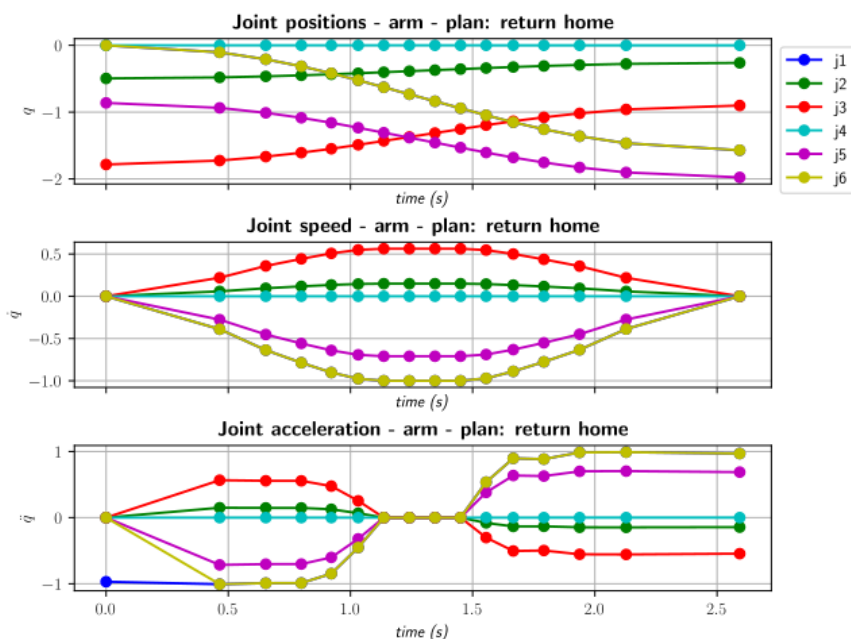 Joint positions - arm - plan: return home
0
−1
−2
q
time (s)
j1
j2
j3
j4
j5
j6
Joint speed - arm - plan: return home
0.5
0.0
−0.5
−1.0
q̇
time (s)
Joint acceleration - arm - plan: return home
1
0
−1
q̈
0.0 0.5 1.0 1.5 2.0 2.5
time (s)